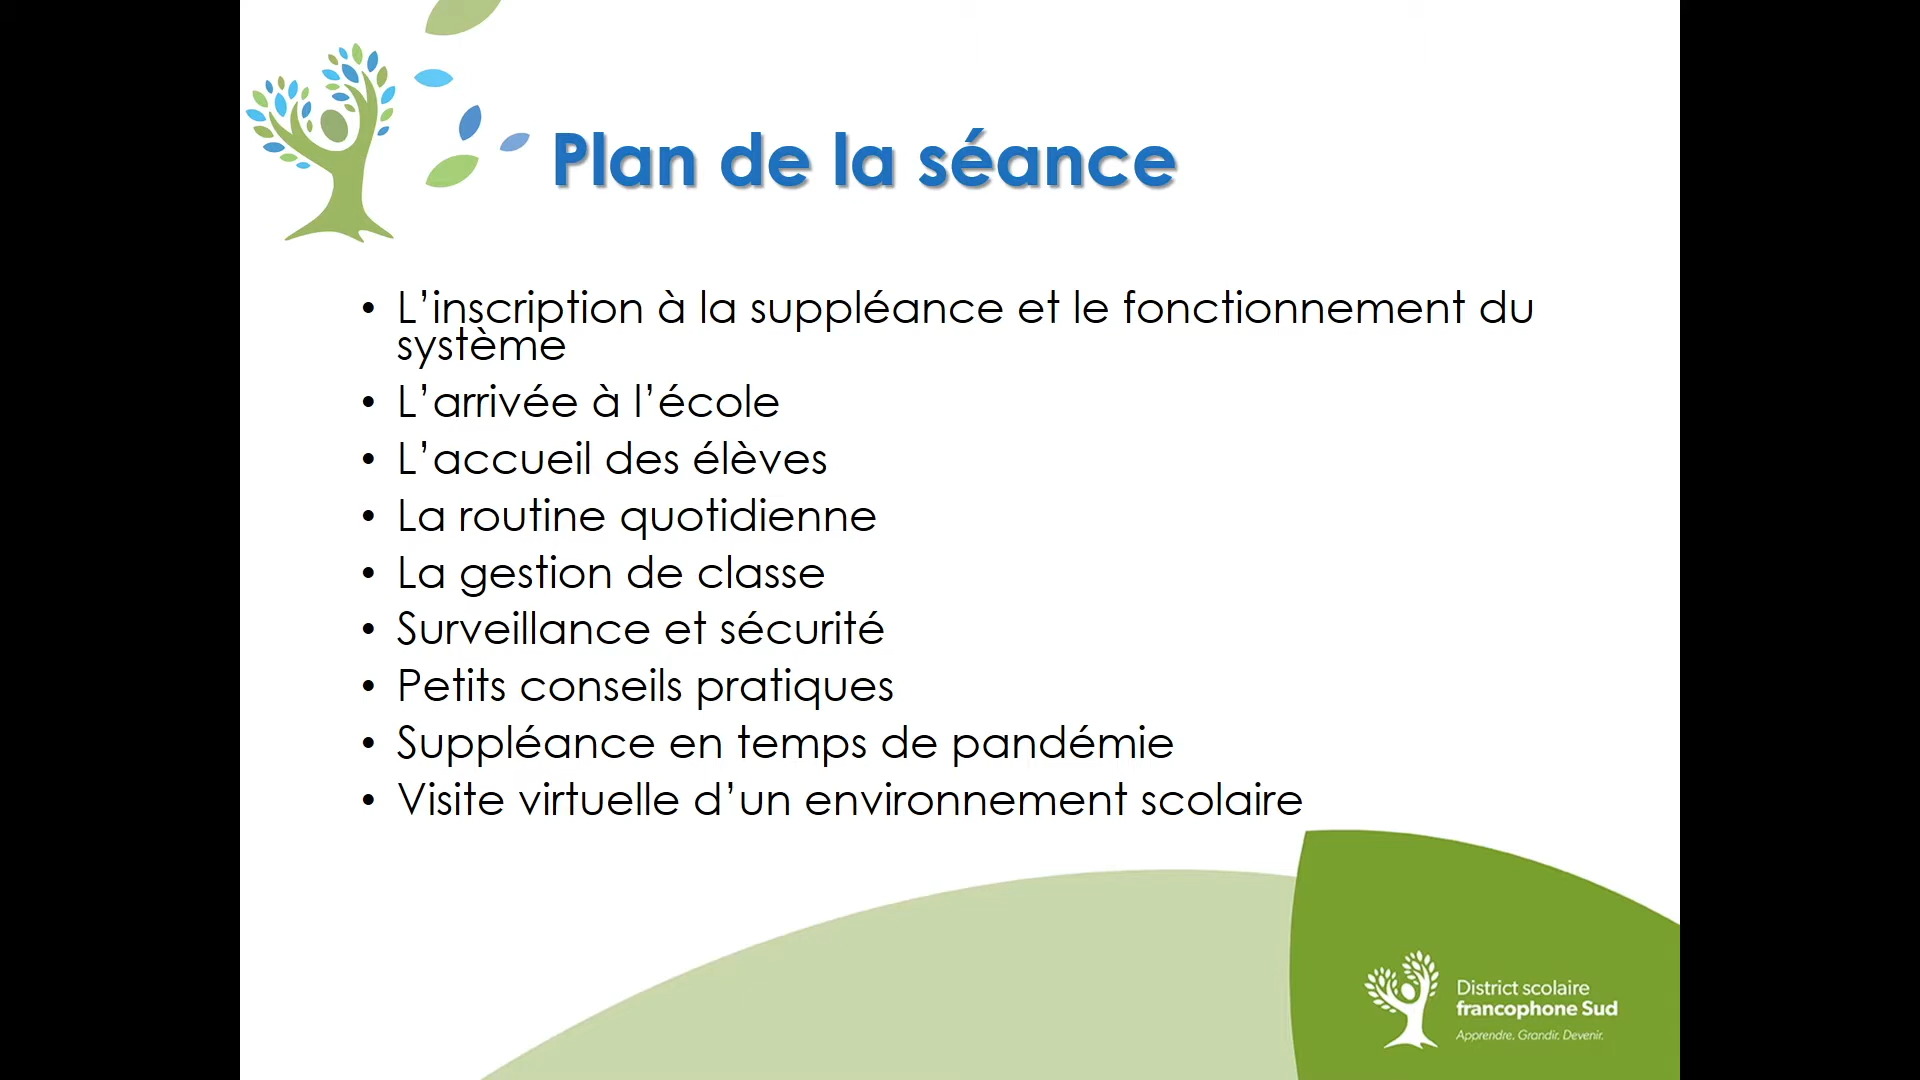 Plan de la séance
• L’inscription à la suppléance et le fonctionnement du
système
• L’arrivée à l’école
• L’accueil des élèves
• La routine quotidienne
• La gestion de classe
• Surveillance et sécurité
• Petits conseils pratiques
• Suppléance en temps de pandémie
• Visite virtuelle d’un environnement scolaire
District scolaire
francophone Sud
Apprendre. Grandir. Devenir.